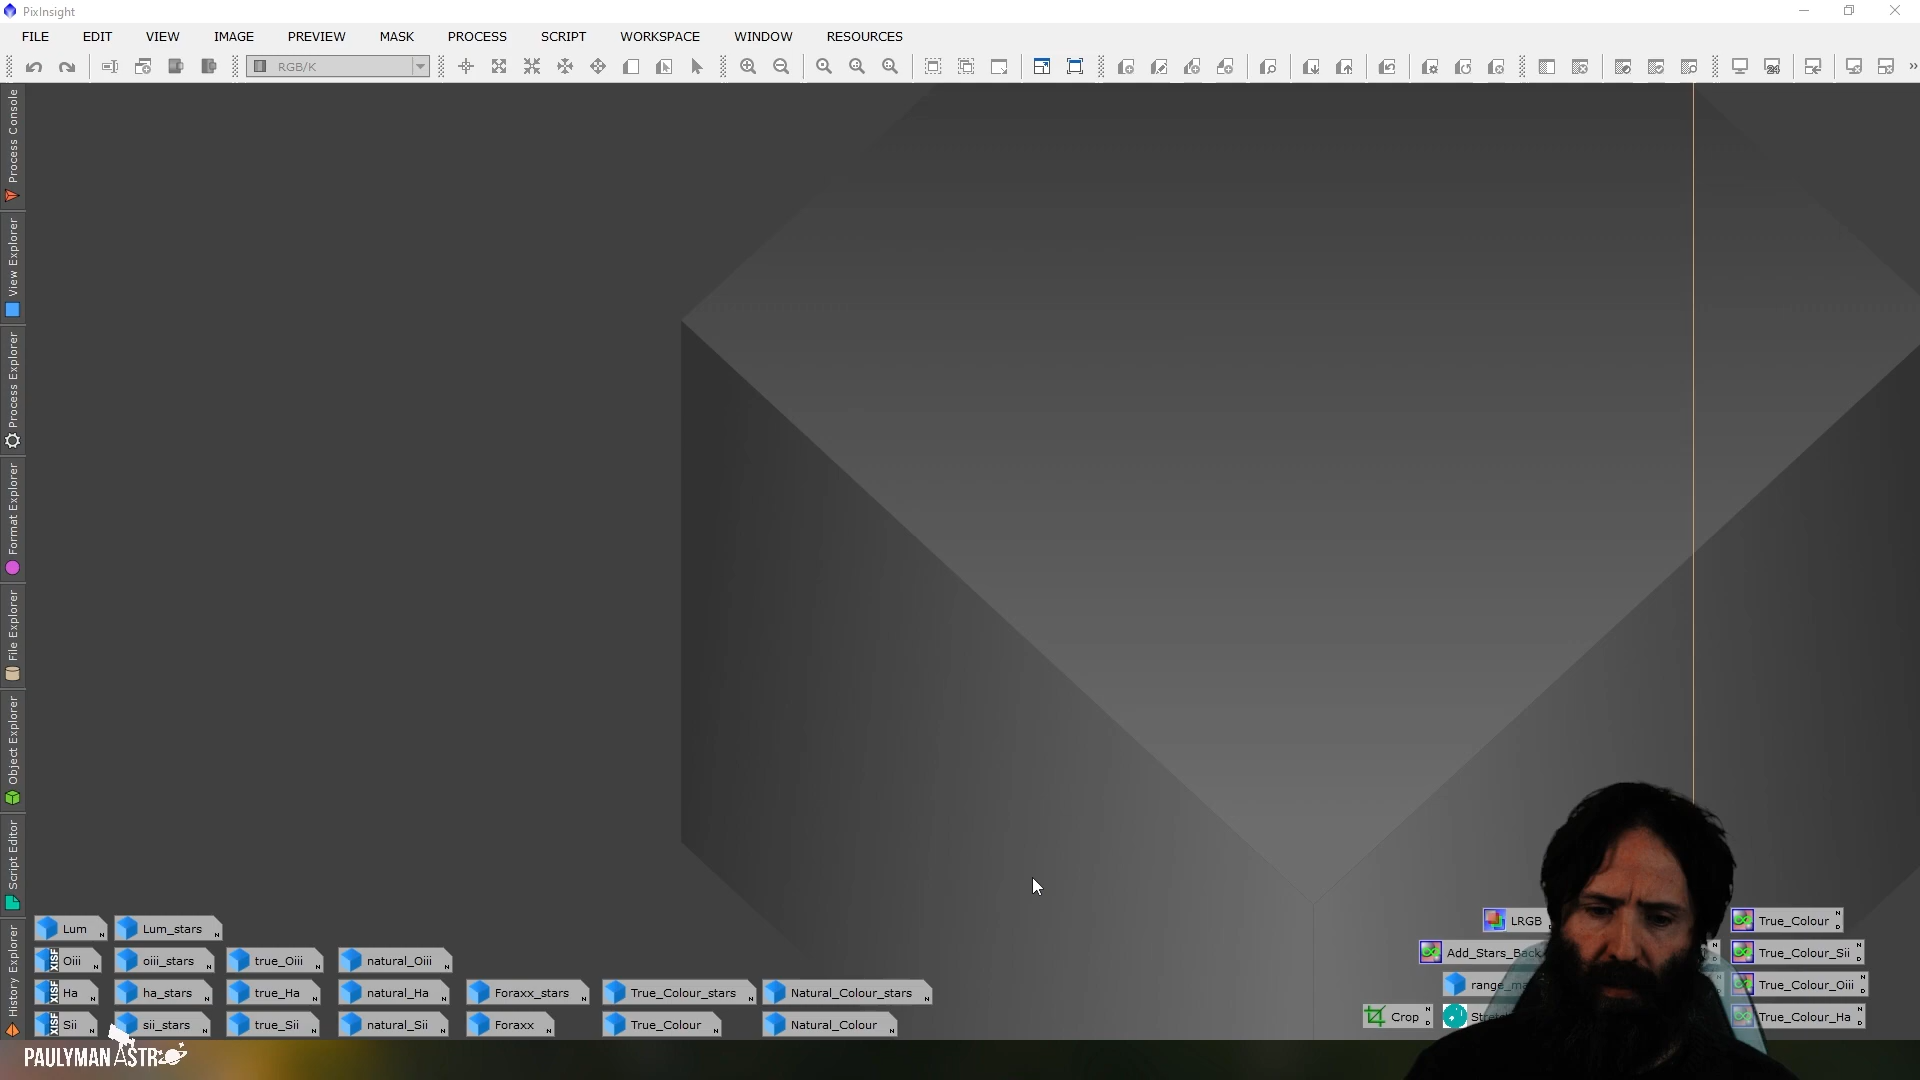 PixInsight
FILE EDIT VIEW IMAGE PREVIEW MASK PROCESS SCRIPT WORKSPACE WINDOW RESOURCES
RGB/K
Process Console
View Explorer
Process Explorer
Format Explorer
File Explorer
Object Explorer
Script Editor
History Explorer
Lum Lum_stars
Oiii oiii_stars true_Oiii natural_Oiii
Ha ha_stars true_Ha natural_Ha Foraxx_stars True_Colour_stars Natural_Colour_stars
Sii sii_stars true_Sii natural_Sii Foraxx True_Colour Natural_Colour
LRGB True_Colour
Add_Stars_Back True_Colour_Sii
True_Colour_Oiii
Crop True_Colour_Ha
PAULYMAN ASTRO